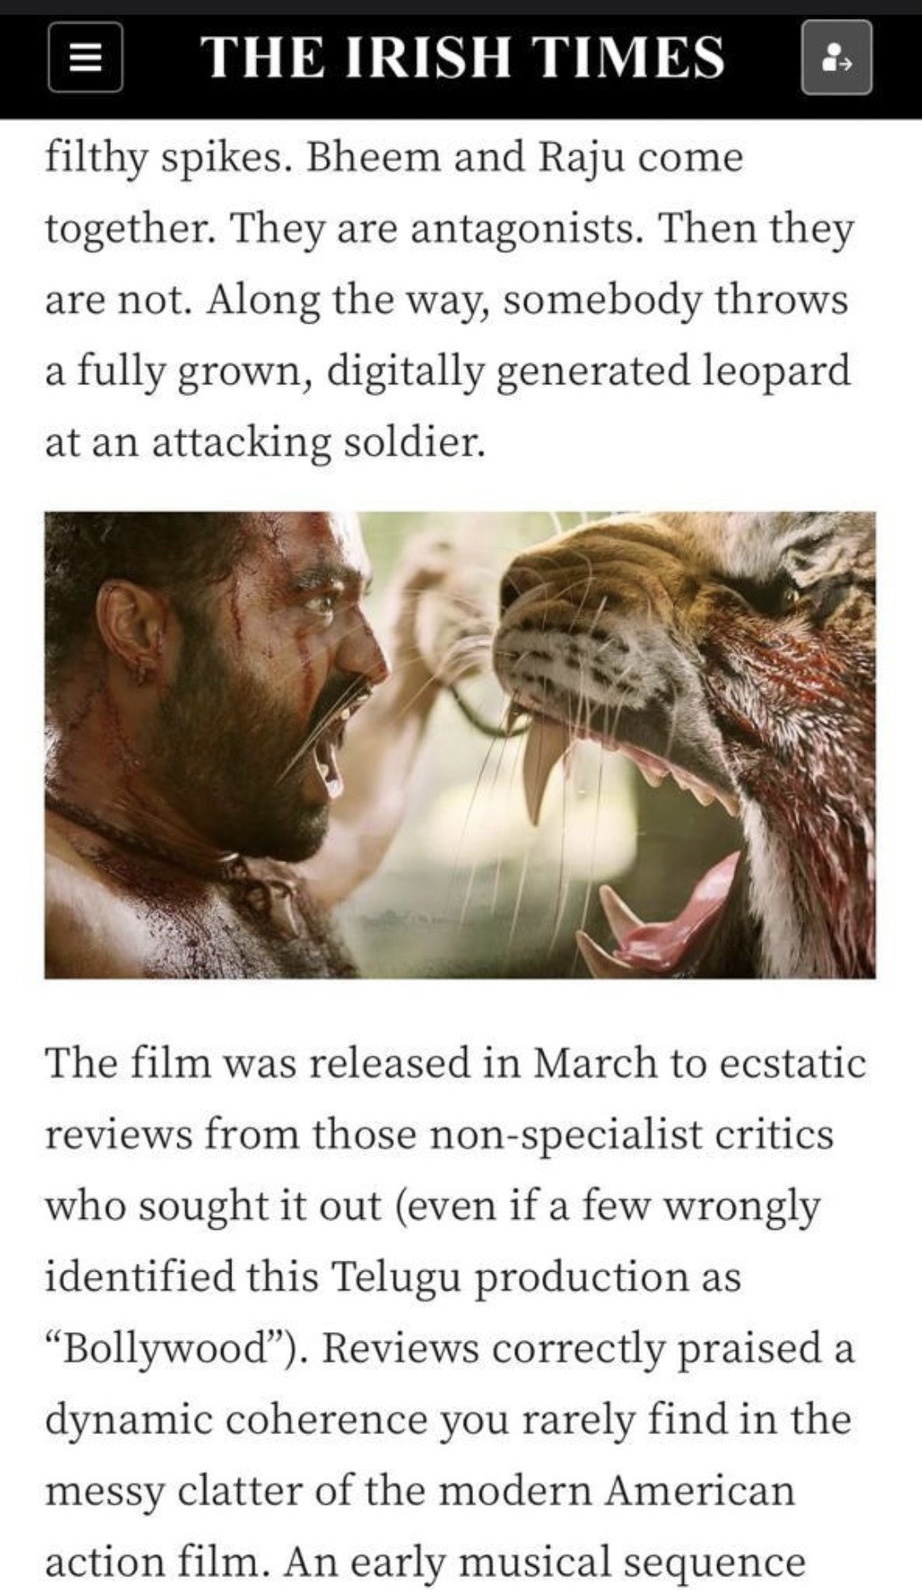 THE IRISH TIMES
filthy spikes. Bheem and Raju come
together. They are antagonists. Then they
are not. Along the way, somebody throws
a fully grown, digitally generated leopard
at an attacking soldier.
The film was released in March to ecstatic
reviews from those non-specialist critics
who sought it out (even if a few wrongly
identified this Telugu production as
“Bollywood”). Reviews correctly praised a
dynamic coherence you rarely find in the
messy clatter of the modern American
action film. An early musical sequence